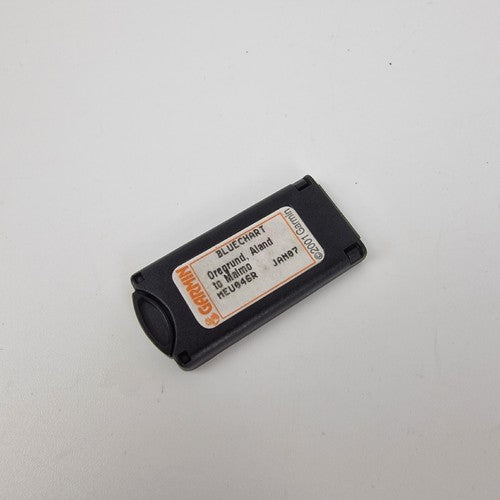 BLUECHART
Oregrund, Aland
to Malmo
MEU046R JAN07
GARMIN
©2001 Garmin